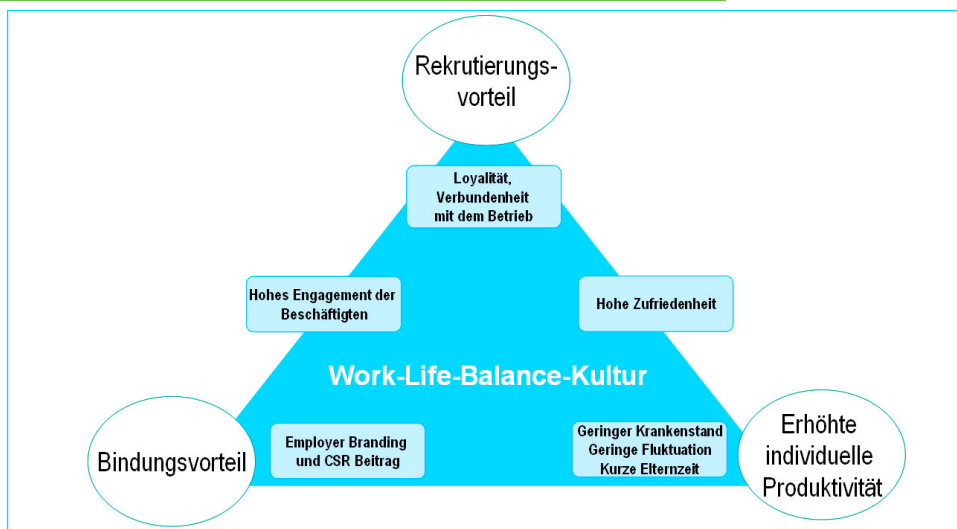 Rekrutierungs-
vorteil
Loyalität,
Verbundenheit
mit dem Betrieb
Hohes Engagement der
Beschäftigten
Hohe Zufriedenheit
Work-Life-Balance-Kultur
Bindungsvorteil
Employer Branding
und CSR Beitrag
Geringer Krankenstand
Geringe Fluktuation
Kurze Elternzeit
Erhöhte
individuelle
Produktivität